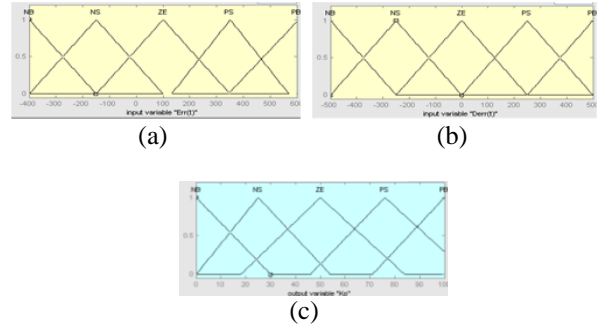 NB NS ZE PS PB
1
0.5
0
-400 -300 -200 -100 0 100 200 300 400 500 600
input variable "Err(t)"
(a)
NB NS ZE PS PB
1
0.5
0
-500 -400 -300 -200 -100 0 100 200 300 400 500
input variable "Derr(t)"
(b)
NB NS ZE PS PB
1
0.5
0
0 10 20 30 40 50 60 70 80 90 100
output variable
(c)